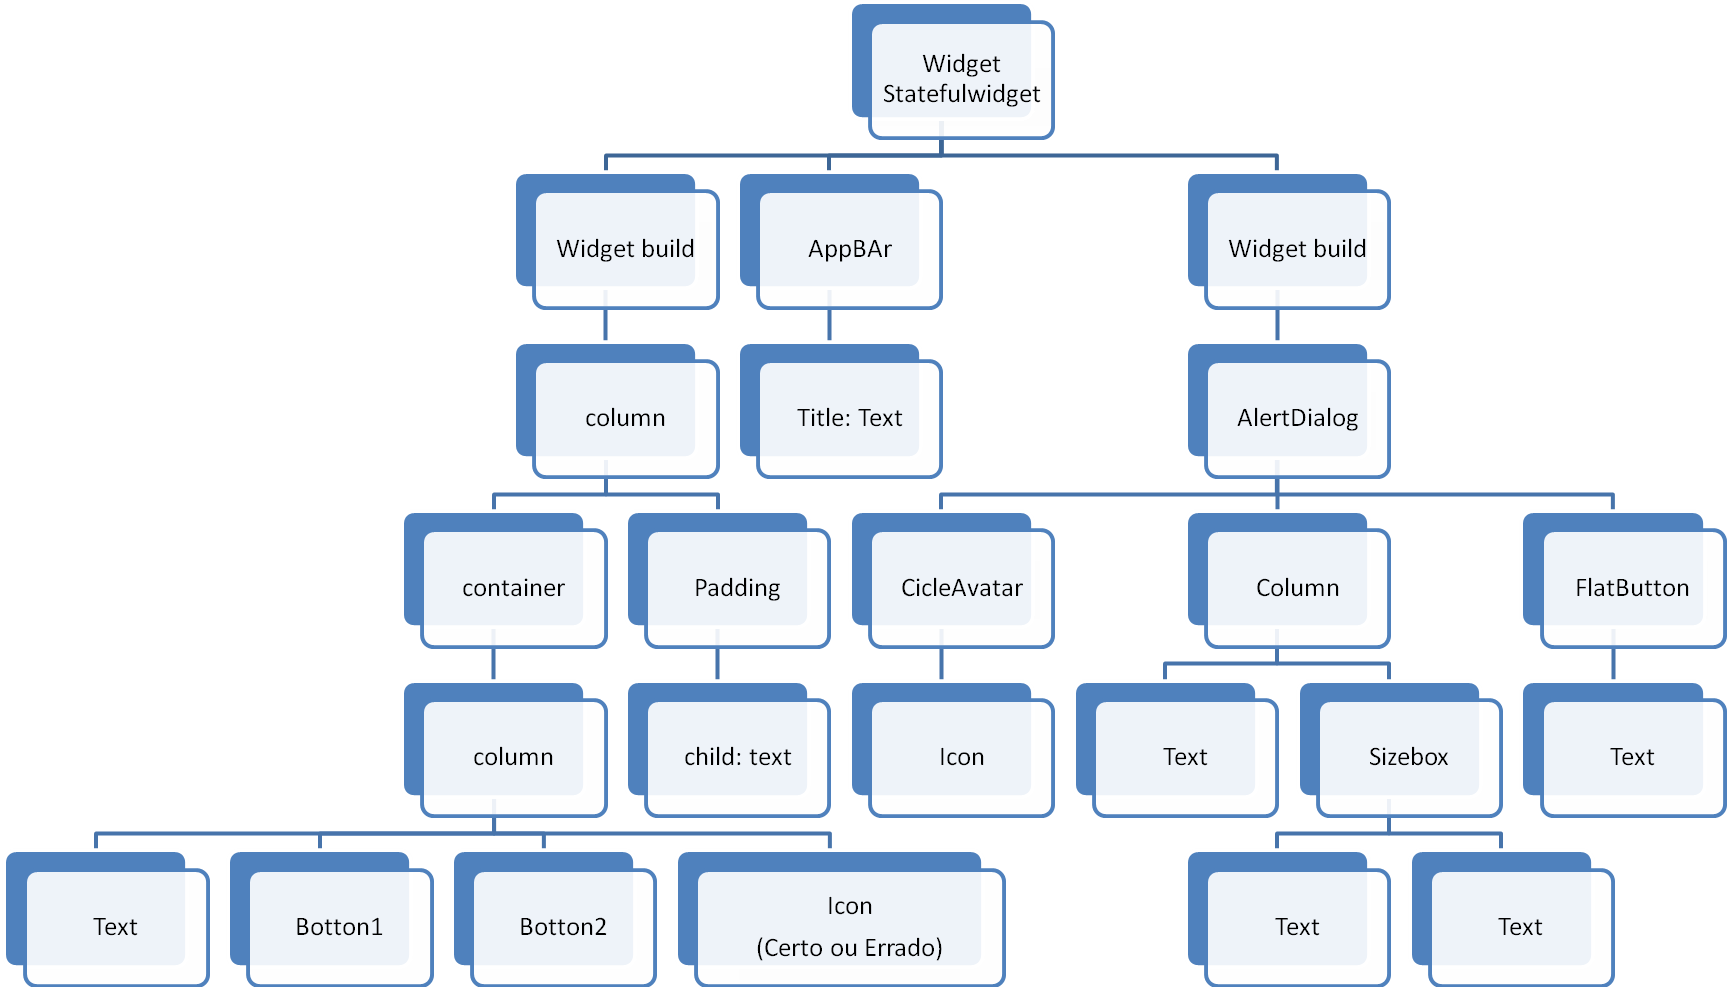 Widget
Statefulwidget
Widget build
AppBAr
Widget build
column
Title: Text
AlertDialog
container
Padding
CicleAvatar
Column
FlatButton
column
child: text
Icon
Text
Sizebox
Text
Text
Botton1
Botton2
Icon
(Certo ou Errado)
Text
Text